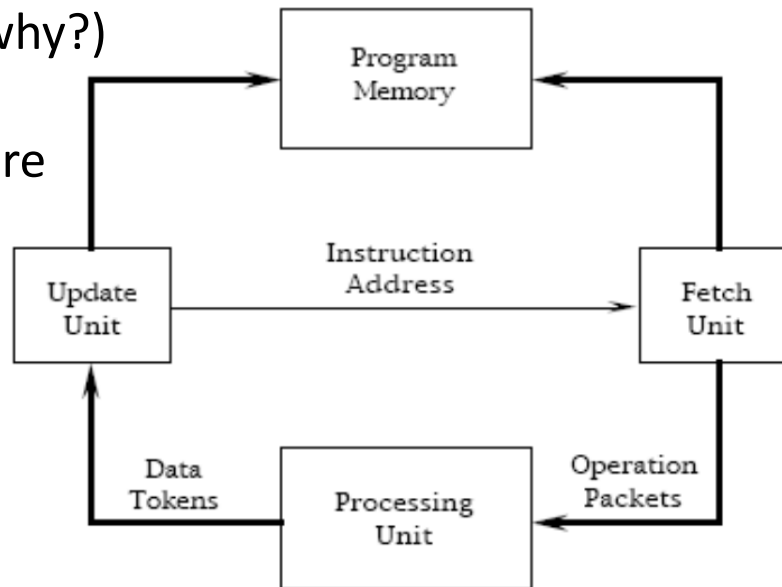 why?)
Program
Memory
re
Instruction
Address
Update
Unit
Fetch
Unit
Data
Tokens
Processing
Unit
Operation
Packets